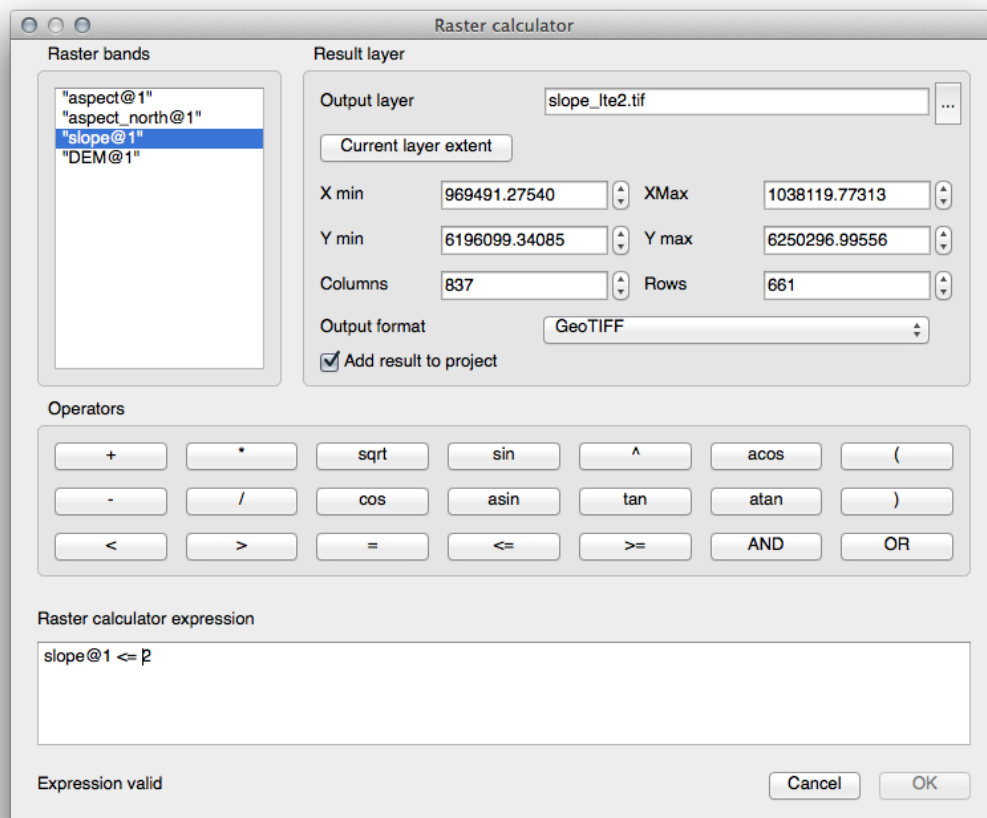 Raster calculator
Raster bands
Result layer
"aspect@1"
"aspect_north@1"
"slope@1"
"DEM@1"
Output layer
slope_lte2.tif
...
Current layer extent
X min
969491.27540
XMax
1038119.77313
Y min
6196099.34085
Y max
6250296.99556
Columns
837
Rows
661
Output format
GeoTIFF
Add result to project
Operators
+ * sqrt sin ^ acos (
- / cos asin tan atan )
< > = <= >= AND OR
Raster calculator expression
slope@1 <= 2
Expression valid
Cancel
OK